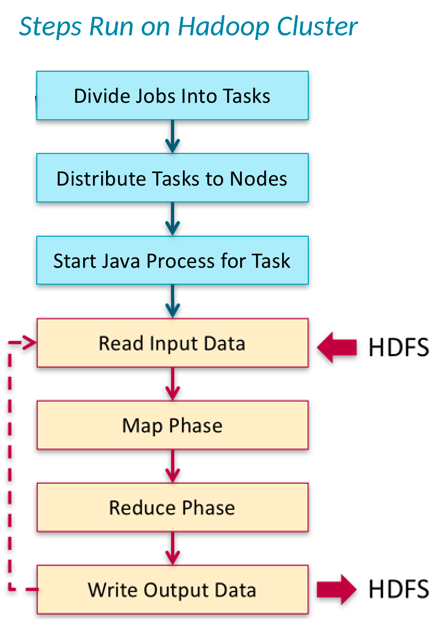 Steps Run on Hadoop Cluster
Divide Jobs Into Tasks
Distribute Tasks to Nodes
Start Java Process for Task
Read Input Data
HDFS
Map Phase
Reduce Phase
Write Output Data
HDFS